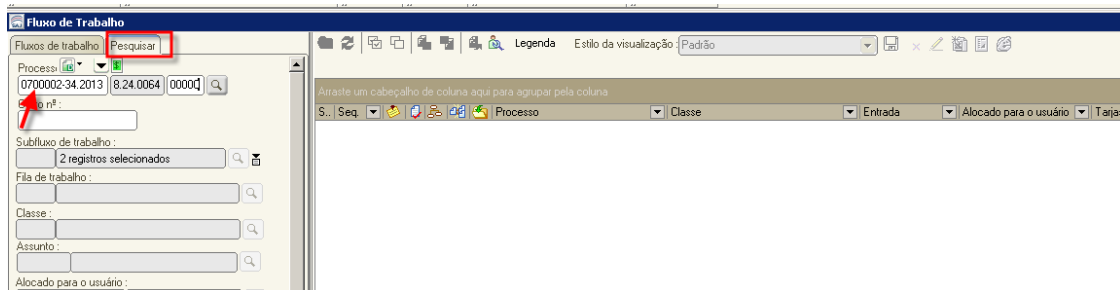 Fluxo de Trabalho
Fluxos de trabalho Pesquisar
Legenda Estilo da visualização : Padrão
0700002-34.2013 8.24.0064
nº :
Subfluxo de trabalho :
2 registros selecionados
Fila de trabalho :
Classe :
Assunto :
Alocado para o usuário :
Arraste um cabeçalho de coluna aqui para agrupar pela coluna
S.. Seq. Processo Classe Entrada Alocado para o usuário